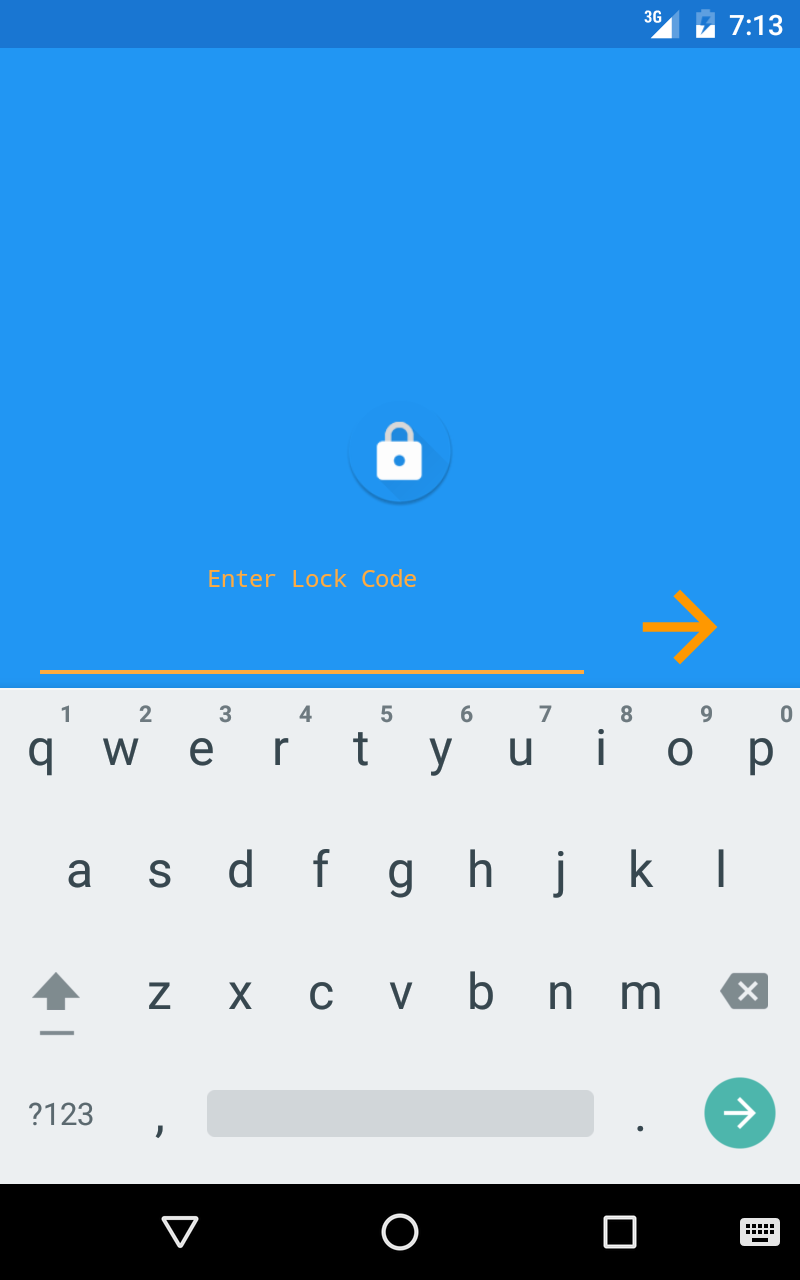 3G 7:13
Enter Lock Code
1 2 3 4 5 6 7 8 9 0
q w e r t y u i o p
a s d f g h j k l
z x c v b n m
?123 , .